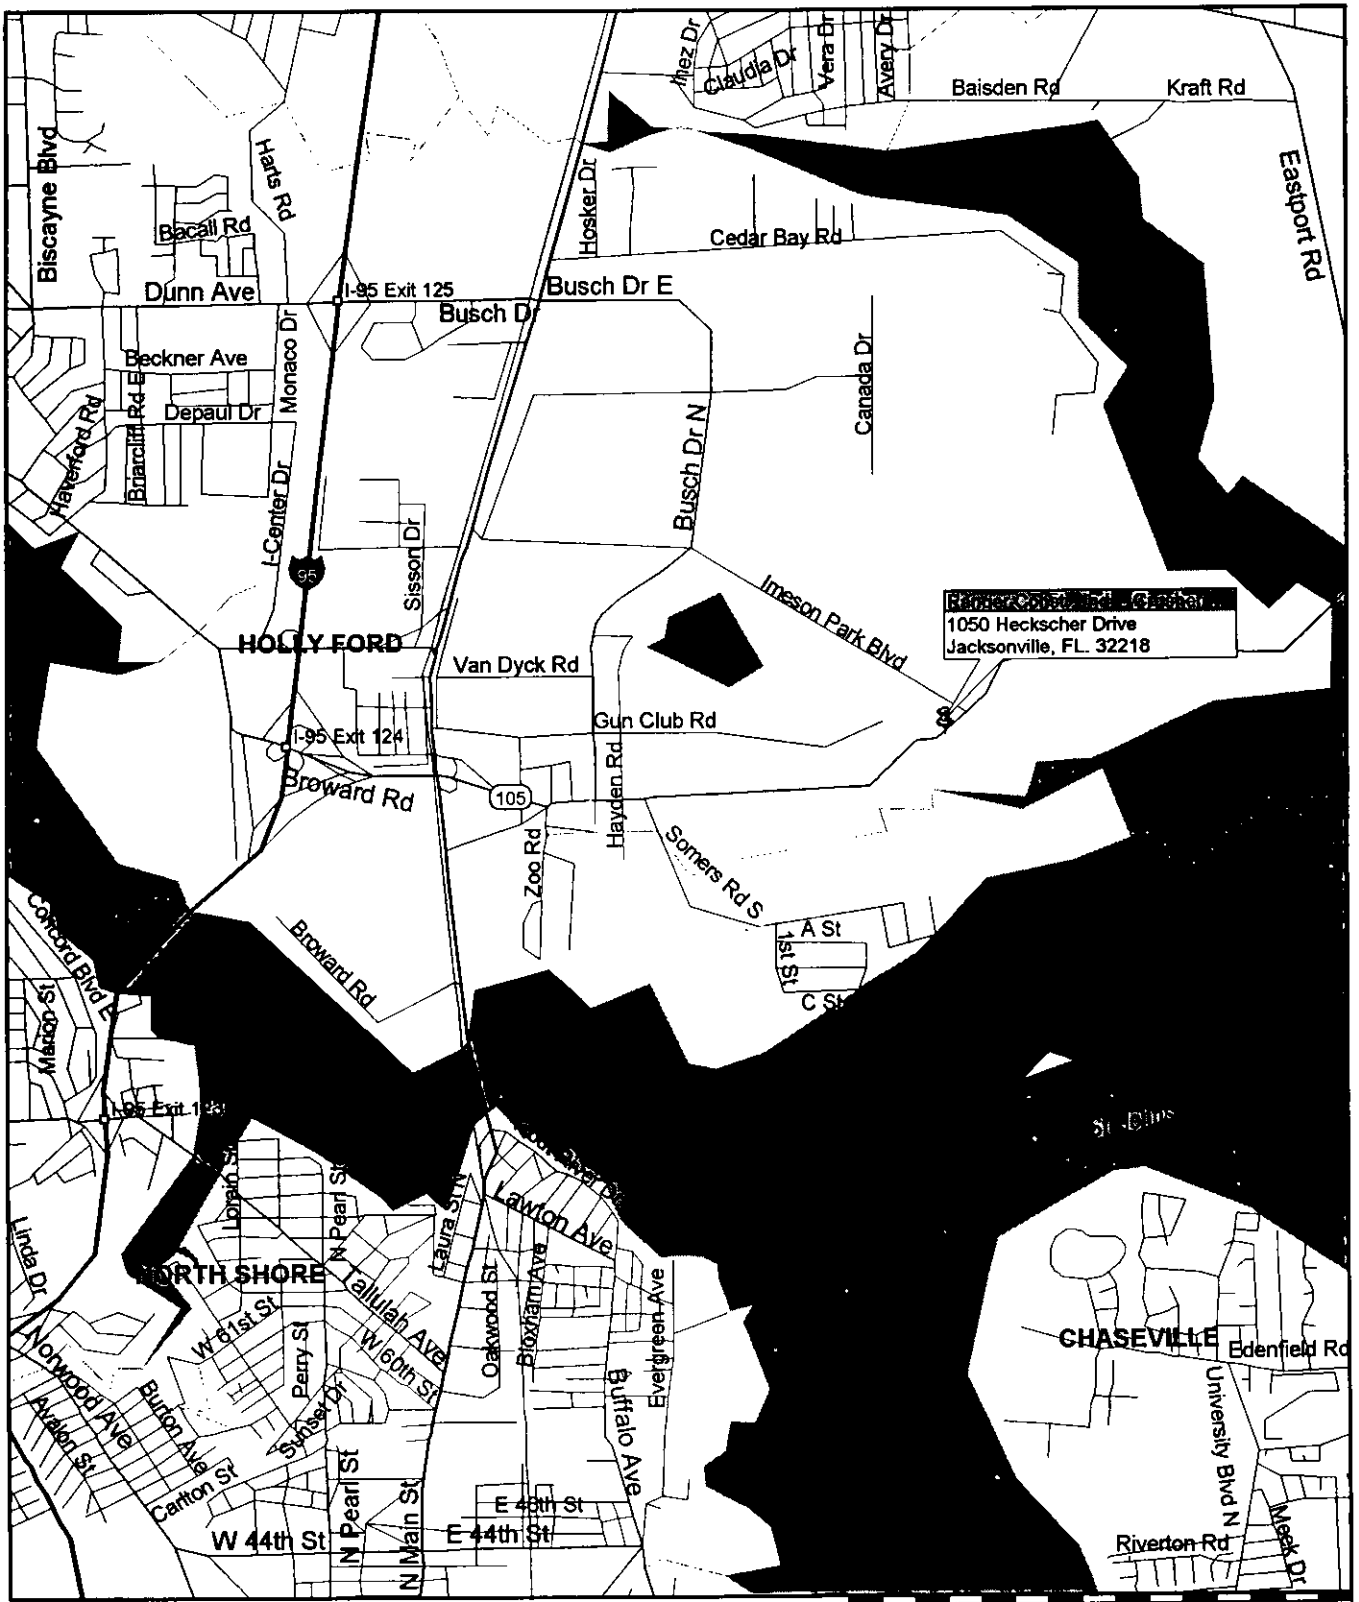 Inez Dr
Claudia Dr
Vera Dr
Avery Dr
Baisden Rd
Kraft Rd
Biscayne Blvd
Harts Rd
Hosker Dr
Eastport Rd
Bacall Rd
Cedar Bay Rd
Dunn Ave
I-95 Exit 125
Busch Dr E
Busch Dr
Beckner Ave
Monaco Dr
Canada Dr
Haverford Rd
Briarcliff Rd E
Depaul Dr
Busch Dr N
I-Center Dr
Sisson Dr
95
Imeson Park Blvd
1050 Heckscher Drive
Jacksonville, FL. 32218
HOLLY FORD
Van Dyck Rd
Gun Club Rd
I-95 Exit 124
Broward Rd
105
Hayden Rd
Zoo Rd
Somers Rd S
Concord Blvd E
Broward Rd
A St
1st St
C St
Marion St
I-95 Exit 123
Lorain St
N Pearl St
Laura St N
Lawton Ave
Linda Dr
NORTH SHORE
Tallulah Ave
Oakwood St
Bloxham Ave
Evergreen Ave
W 61st St
Perry St
W 60th St
CHASEVILLE
Edenfield Rd
Norwood Ave
Avalon St
Burton Ave
Sunset Dr
Buffalo Ave
University Blvd N
Carlton St
N Pearl St
N Main St
E 48th St
W 44th St
E 44th St
Riverton Rd
Meek Dr